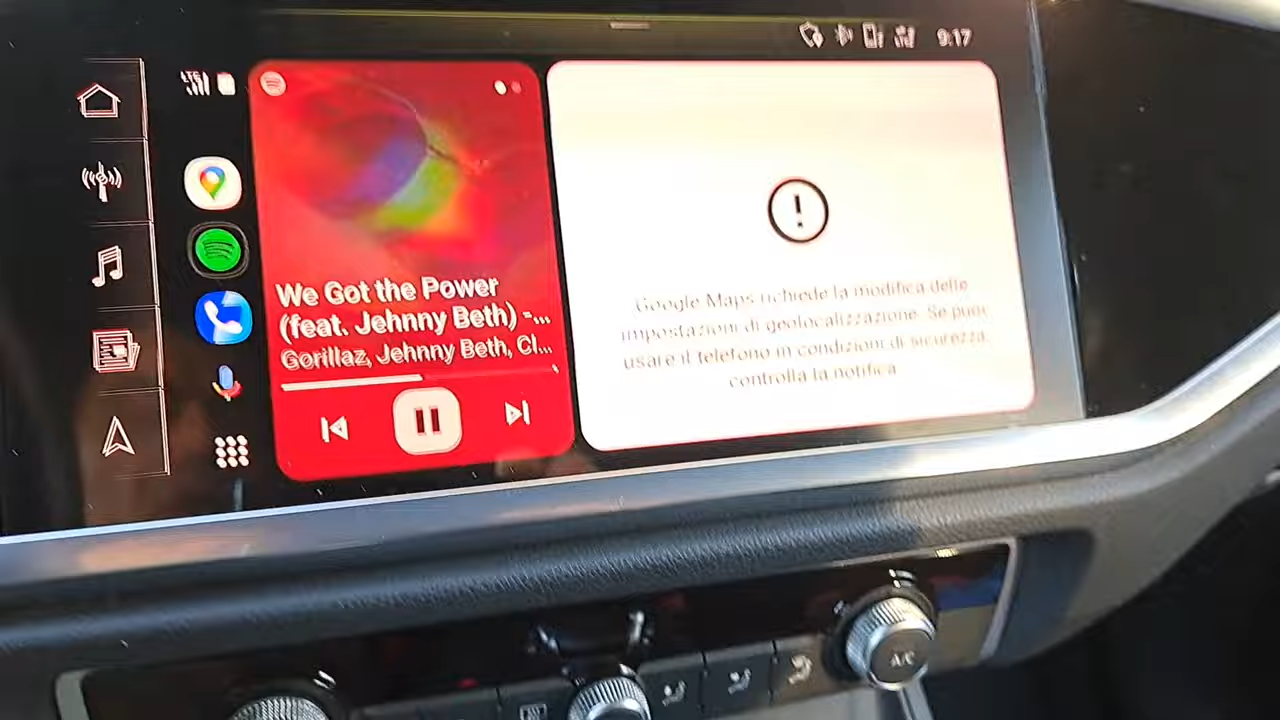 9:17
LTE
We Got the Power
(feat. Jehnny Beth) -...
Gorillaz, Jehnny Beth, Cl...
Google Maps richiede la modifica delle
impostazioni di geolocalizzazione. Se puoi
usare il telefono in condizioni di sicurezza,
controlla la notifica
A/C